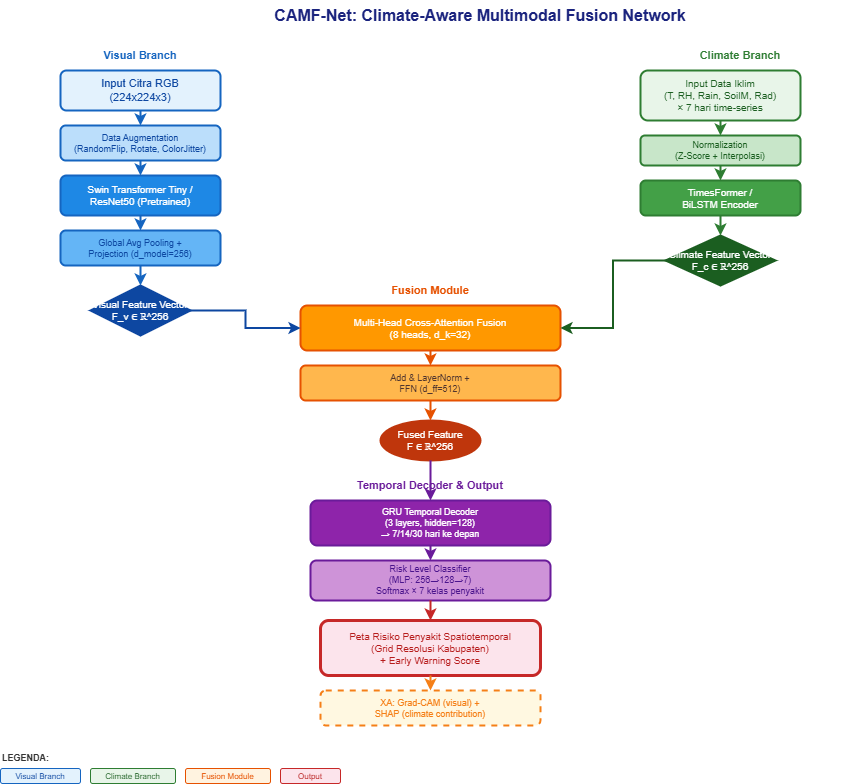 CAMF-Net: Climate-Aware Multimodal Fusion Network
Visual Branch
Input Citra RGB
(224x224x3)
Data Augmentation
(RandomFlip, Rotate, ColorJitter)
Swin Transformer Tiny /
ResNet50 (Pretrained)
Global Avg Pooling +
Projection (d_model=256)
Visual Feature Vector
F_v ∈ ℝ^256
Climate Branch
Input Data Iklim
(T, RH, Rain, SoilM, Rad)
× 7 hari time-series
Normalization
(Z-Score + Interpolasi)
TimesFormer /
BiLSTM Encoder
Climate Feature Vector
F_c ∈ ℝ^256
Fusion Module
Multi-Head Cross-Attention Fusion
(8 heads, d_k=32)
Add & LayerNorm +
FFN (d_ff=512)
Fused Feature
F ∈ ℝ^256
Temporal Decoder & Output
GRU Temporal Decoder
(3 layers, hidden=128)
→ 7/14/30 hari ke depan
Risk Level Classifier
(MLP: 256→128→7)
Softmax × 7 kelas penyakit
Peta Risiko Penyakit Spatiotemporal
(Grid Resolusi Kabupaten)
+ Early Warning Score
XA: Grad-CAM (visual) +
SHAP (climate contribution)
LEGENDA:
Visual Branch
Climate Branch
Fusion Module
Output